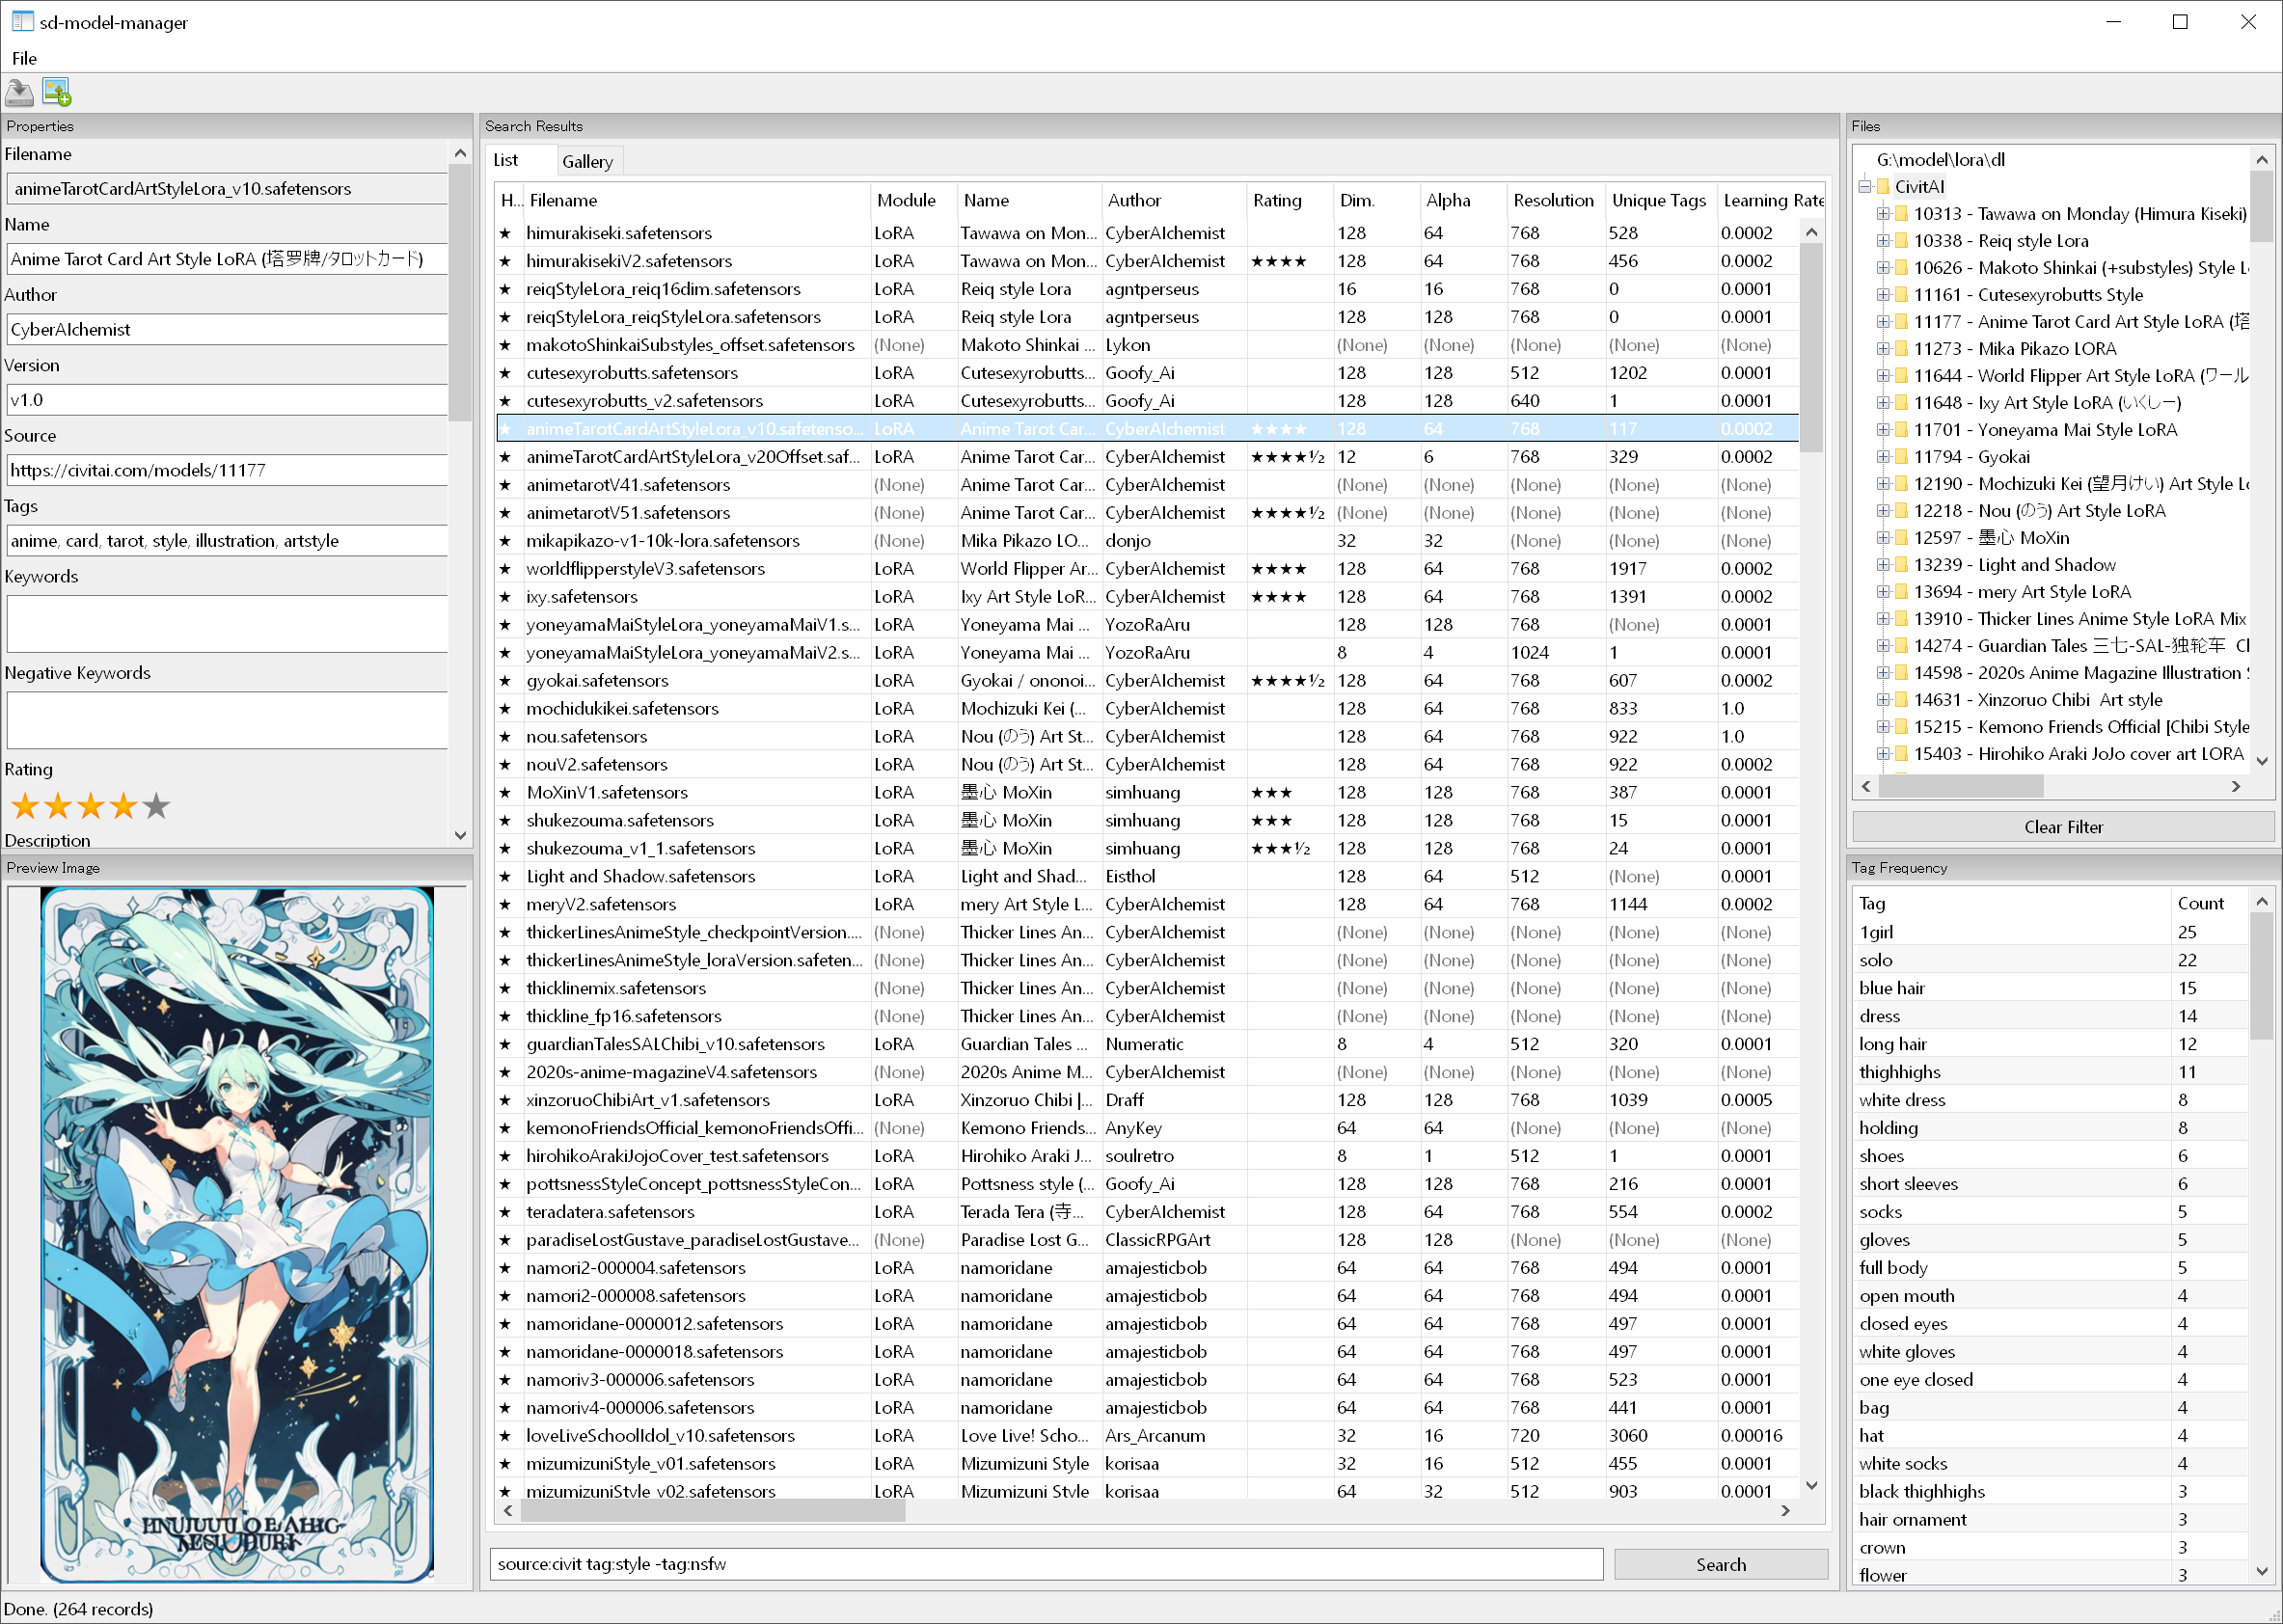 sd-model-manager
File
Properties
Filename
animeTarotCardArtStyleLora_v10.safetensors
Name
Anime Tarot Card Art Style LoRA (塔罗牌/タロットカード)
Author
CyberAIchemist
Version
v1.0
Source
https://civitai.com/models/11177
Tags
anime, card, tarot, style, illustration, artstyle
Keywords
Negative Keywords
Rating
Description
Preview Image
Search Results
List Gallery
H... Filename Module Name Author Rating Dim. Alpha Resolution Unique Tags Learning Rate
★ himurakiseki.safetensors LoRA Tawawa on Mon... CyberAIchemist 128 64 768 528 0.0002
★ himurakisekiV2.safetensors LoRA Tawawa on Mon... CyberAIchemist ★★★★ 128 64 768 456 0.0002
★ reiqStyleLora_reiq16dim.safetensors LoRA Reiq style Lora agntperseus 16 16 768 0 0.0001
★ reiqStyleLora_reiqStyleLora.safetensors LoRA Reiq style Lora agntperseus 128 128 768 0 0.0001
★ makotoShinkaiSubstyles_offset.safetensors (None) Makoto Shinkai ... Lykon (None) (None) (None) (None) (None)
★ cutesexyrobutts.safetensors LoRA Cutesexyrobutts... Goofy_Ai 128 128 512 1202 0.0001
★ cutesexyrobutts_v2.safetensors LoRA Cutesexyrobutts... Goofy_Ai 128 128 640 1 0.0001
★ animeTarotCardArtStyleLora_v10.safetenso... LoRA Anime Tarot Car... CyberAIchemist ★★★★ 128 64 768 117 0.0002
★ animeTarotCardArtStyleLora_v20Offset.saf... LoRA Anime Tarot Car... CyberAIchemist ★★★★½ 12 6 768 329 0.0002
★ animetarotV41.safetensors (None) Anime Tarot Car... CyberAIchemist (None) (None) (None) (None) (None)
★ animetarotV51.safetensors (None) Anime Tarot Car... CyberAIchemist ★★★★½ (None) (None) (None) (None) (None)
★ mikapikazo-v1-10k-lora.safetensors (None) Mika Pikazo LO... donjo 32 32 (None) (None) (None)
★ worldflipperstyleV3.safetensors LoRA World Flipper Ar... CyberAIchemist ★★★★ 128 64 768 1917 0.0002
★ ixy.safetensors LoRA Ixy Art Style LoR... CyberAIchemist ★★★★ 128 64 768 1391 0.0002
★ yoneyamaMaiStyleLora_yoneyamaMaiV1.s... LoRA Yoneyama Mai ... YozoRaAru 128 128 768 (None) 0.0001
★ yoneyamaMaiStyleLora_yoneyamaMaiV2.s... LoRA Yoneyama Mai ... YozoRaAru 8 4 1024 1 0.0001
★ gyokai.safetensors LoRA Gyokai / ononoi... CyberAIchemist ★★★★½ 128 64 768 607 0.0002
★ mochidukikei.safetensors LoRA Mochizuki Kei (... CyberAIchemist 128 64 768 833 1.0
★ nou.safetensors LoRA Nou (のう) Art St... CyberAIchemist 128 64 768 922 1.0
★ nouV2.safetensors LoRA Nou (のう) Art St... CyberAIchemist 128 64 768 922 0.0002
★ MoXinV1.safetensors LoRA 墨心 MoXin simhuang ★★★ 128 128 768 387 0.0001
★ shukezouma.safetensors LoRA 墨心 MoXin simhuang ★★★ 128 128 768 15 0.0001
★ shukezouma_v1_1.safetensors LoRA 墨心 MoXin simhuang ★★★½ 128 128 768 24 0.0001
★ Light and Shadow.safetensors LoRA Light and Shad... Eisthol 128 64 512 (None) 0.0001
★ meryV2.safetensors LoRA mery Art Style L... CyberAIchemist 128 64 768 1144 0.0002
★ thickerLinesAnimeStyle_checkpointVersion.... (None) Thicker Lines An... CyberAIchemist (None) (None) (None) (None) (None)
★ thickerLinesAnimeStyle_loraVersion.safeten... (None) Thicker Lines An... CyberAIchemist (None) (None) (None) (None) (None)
★ thicklinemix.safetensors (None) Thicker Lines An... CyberAIchemist (None) (None) (None) (None) (None)
★ thickline_fp16.safetensors (None) Thicker Lines An... CyberAIchemist (None) (None) (None) (None) (None)
★ guardianTalesSALChibi_v10.safetensors LoRA Guardian Tales ... Numeratic 8 4 512 320 0.0001
★ 2020s-anime-magazineV4.safetensors (None) 2020s Anime M... CyberAIchemist (None) (None) (None) (None) (None)
★ xinzoruoChibiArt_v1.safetensors LoRA Xinzoruo Chibi |... Draff 128 128 768 1039 0.0005
★ kemonoFriendsOfficial_kemonoFriendsOffi... (None) Kemono Friends... AnyKey 64 64 (None) (None) (None)
★ hirohikoArakiJojoCover_test.safetensors LoRA Hirohiko Araki J... soulretro 8 1 512 1 0.0001
★ pottsnessStyleConcept_pottsnessStyleCon... LoRA Pottsness style (... Goofy_Ai 128 128 768 216 0.0001
★ teradatera.safetensors LoRA Terada Tera (寺... CyberAIchemist 128 64 768 554 0.0002
★ paradiseLostGustave_paradiseLostGustave... (None) Paradise Lost G... ClassicRPGArt 128 128 (None) (None) (None)
★ namori2-000004.safetensors LoRA namoridane amajesticbob 64 64 768 494 0.0001
★ namori2-000008.safetensors LoRA namoridane amajesticbob 64 64 768 494 0.0001
★ namoridane-0000012.safetensors LoRA namoridane amajesticbob 64 64 768 497 0.0001
★ namoridane-0000018.safetensors LoRA namoridane amajesticbob 64 64 768 497 0.0001
★ namoriv3-000006.safetensors LoRA namoridane amajesticbob 64 64 768 523 0.0001
★ namoriv4-000006.safetensors LoRA namoridane amajesticbob 64 64 768 441 0.0001
★ loveLiveSchoolIdol_v10.safetensors LoRA Love Live! Scho... Ars_Arcanum 32 16 720 3060 0.00016
★ mizumizuniStyle_v01.safetensors LoRA Mizumizuni Style korisaa 32 16 512 455 0.0001
★ mizumizuniStyle_v02.safetensors LoRA Mizumizuni Style korisaa 64 32 512 903 0.0001
source:civit tag:style -tag:nsfw
Search
Files
G:\model\lora\dl
CivitAI
10313 - Tawawa on Monday (Himura Kiseki)
10338 - Reiq style Lora
10626 - Makoto Shinkai (+substyles) Style L
11161 - Cutesexyrobutts Style
11177 - Anime Tarot Card Art Style LoRA (塔
11273 - Mika Pikazo LORA
11644 - World Flipper Art Style LoRA (ワール
11648 - Ixy Art Style LoRA (いくしー)
11701 - Yoneyama Mai Style LoRA
11794 - Gyokai
12190 - Mochizuki Kei (望月けい) Art Style Lo
12218 - Nou (のう) Art Style LoRA
12597 - 墨心 MoXin
13239 - Light and Shadow
13694 - mery Art Style LoRA
13910 - Thicker Lines Anime Style LoRA Mix
14274 - Guardian Tales 三七-SAL-独轮车 Cl
14598 - 2020s Anime Magazine Illustration S
14631 - Xinzoruo Chibi Art style
15215 - Kemono Friends Official [Chibi Style
15403 - Hirohiko Araki JoJo cover art LORA
Clear Filter
Tag Frequency
Tag Count
1girl 25
solo 22
blue hair 15
dress 14
long hair 12
thighhighs 11
white dress 8
holding 8
shoes 6
short sleeves 6
socks 5
gloves 5
full body 5
open mouth 4
closed eyes 4
white gloves 4
one eye closed 4
bag 4
hat 4
white socks 4
black thighhighs 3
hair ornament 3
crown 3
flower 3
Done. (264 records)